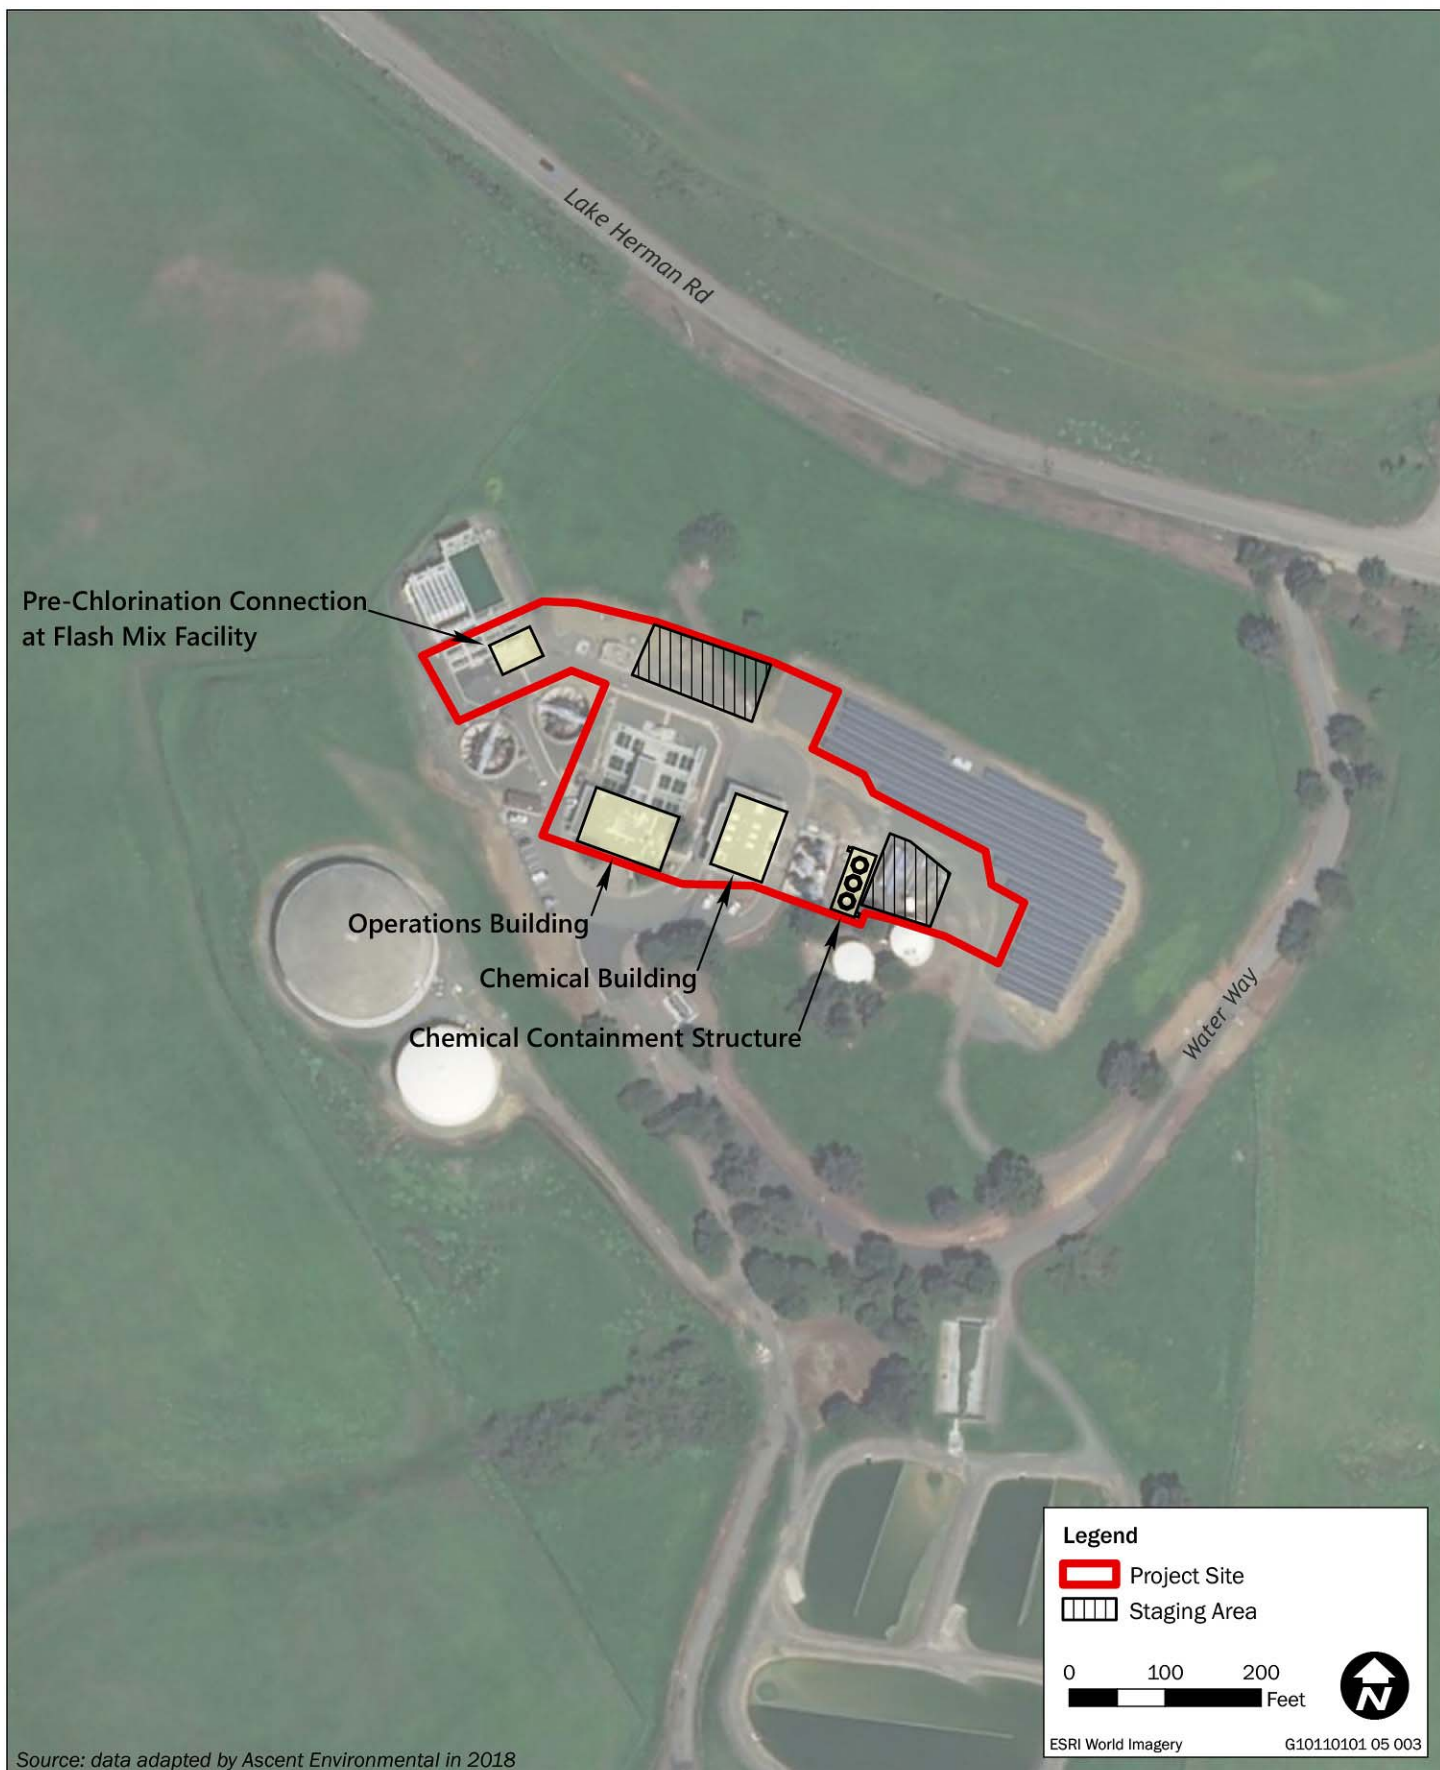 Lake Herman Rd
Pre-Chlorination Connection
at Flash Mix Facility
Operations Building
Chemical Building
Chemical Containment Structure
Water Way
Legend
Project Site
Staging Area
0 100 200
Feet
N
ESRI World Imagery G10110101 05 003
Source: data adapted by Ascent Environmental in 2018